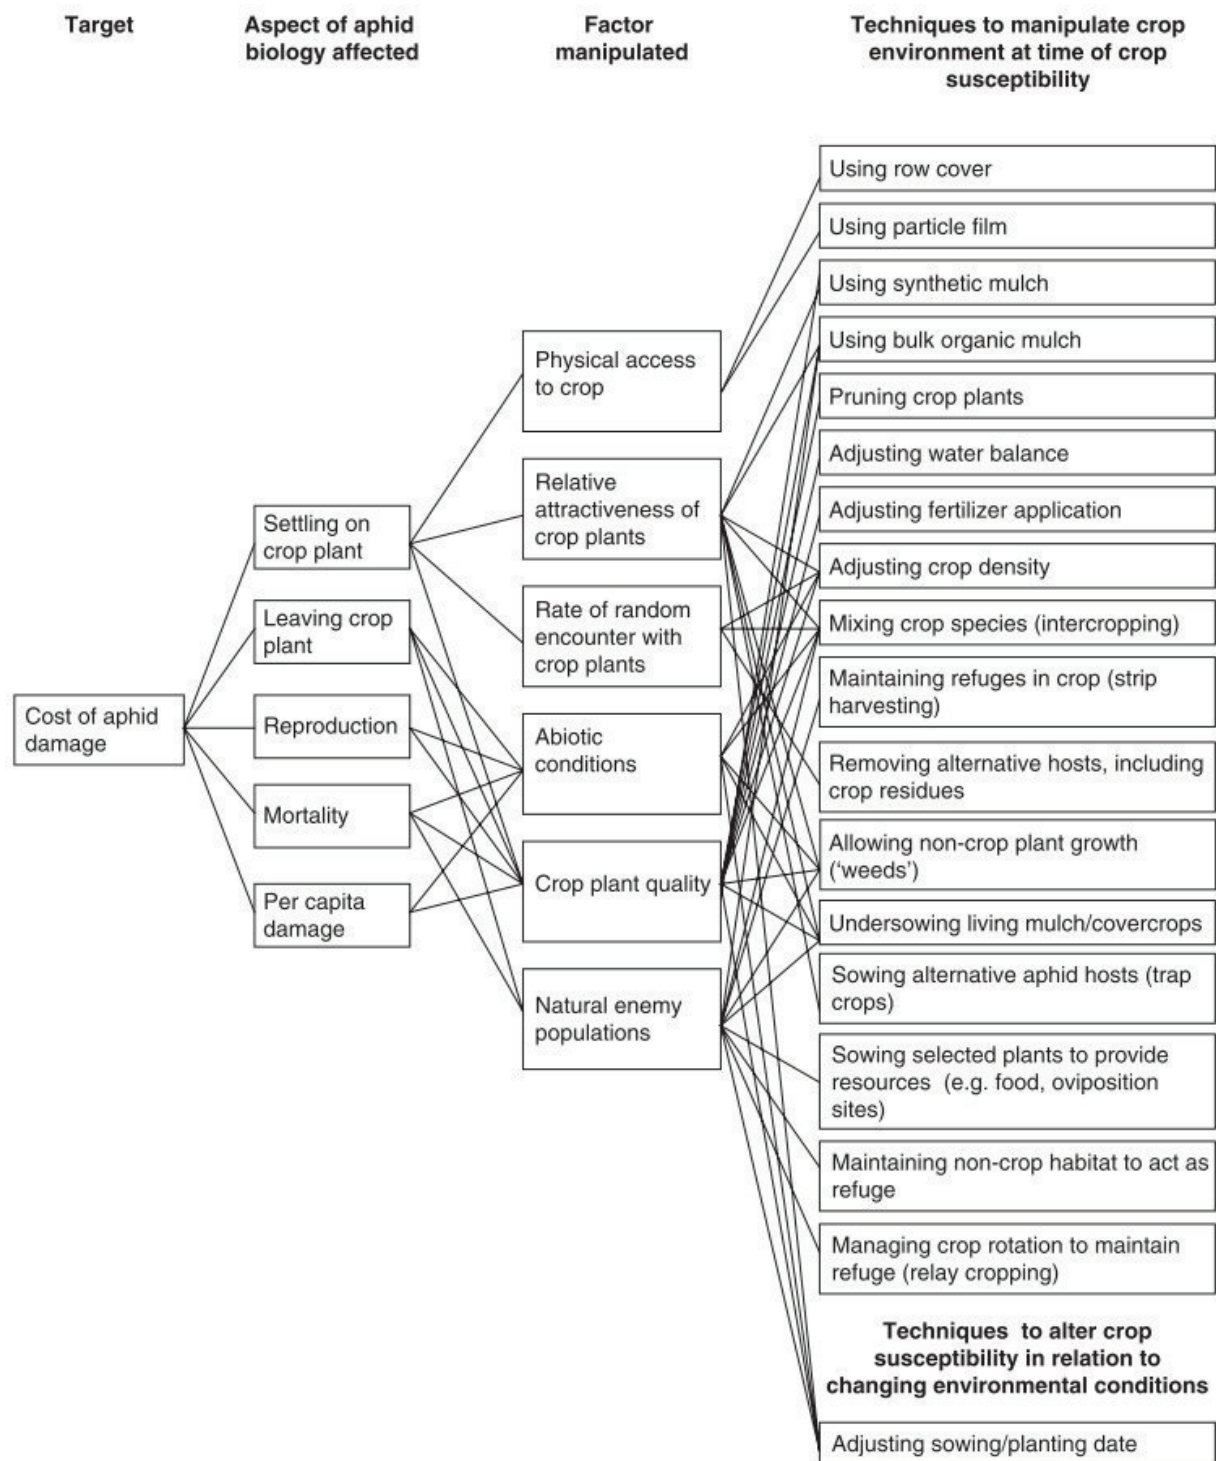 Target
Aspect of aphid
biology affected
Factor
manipulated
Techniques to manipulate crop
environment at time of crop
susceptibility
Cost of aphid
damage
Settling on
crop plant
Leaving crop
plant
Reproduction
Mortality
Per capita
damage
Physical access
to crop
Relative
attractiveness of
crop plants
Rate of random
encounter with
crop plants
Abiotic
conditions
Crop plant quality
Natural enemy
populations
Using row cover
Using particle film
Using synthetic mulch
Using bulk organic mulch
Pruning crop plants
Adjusting water balance
Adjusting fertilizer application
Adjusting crop density
Mixing crop species (intercropping)
Maintaining refuges in crop (strip
harvesting)
Removing alternative hosts, including
crop residues
Allowing non-crop plant growth
(‘weeds’)
Undersowing living mulch/covercrops
Sowing alternative aphid hosts (trap
crops)
Sowing selected plants to provide
resources (e.g. food, oviposition
sites)
Maintaining non-crop habitat to act as
refuge
Managing crop rotation to maintain
refuge (relay cropping)
Techniques to alter crop
susceptibility in relation to
changing environmental conditions
Adjusting sowing/planting date